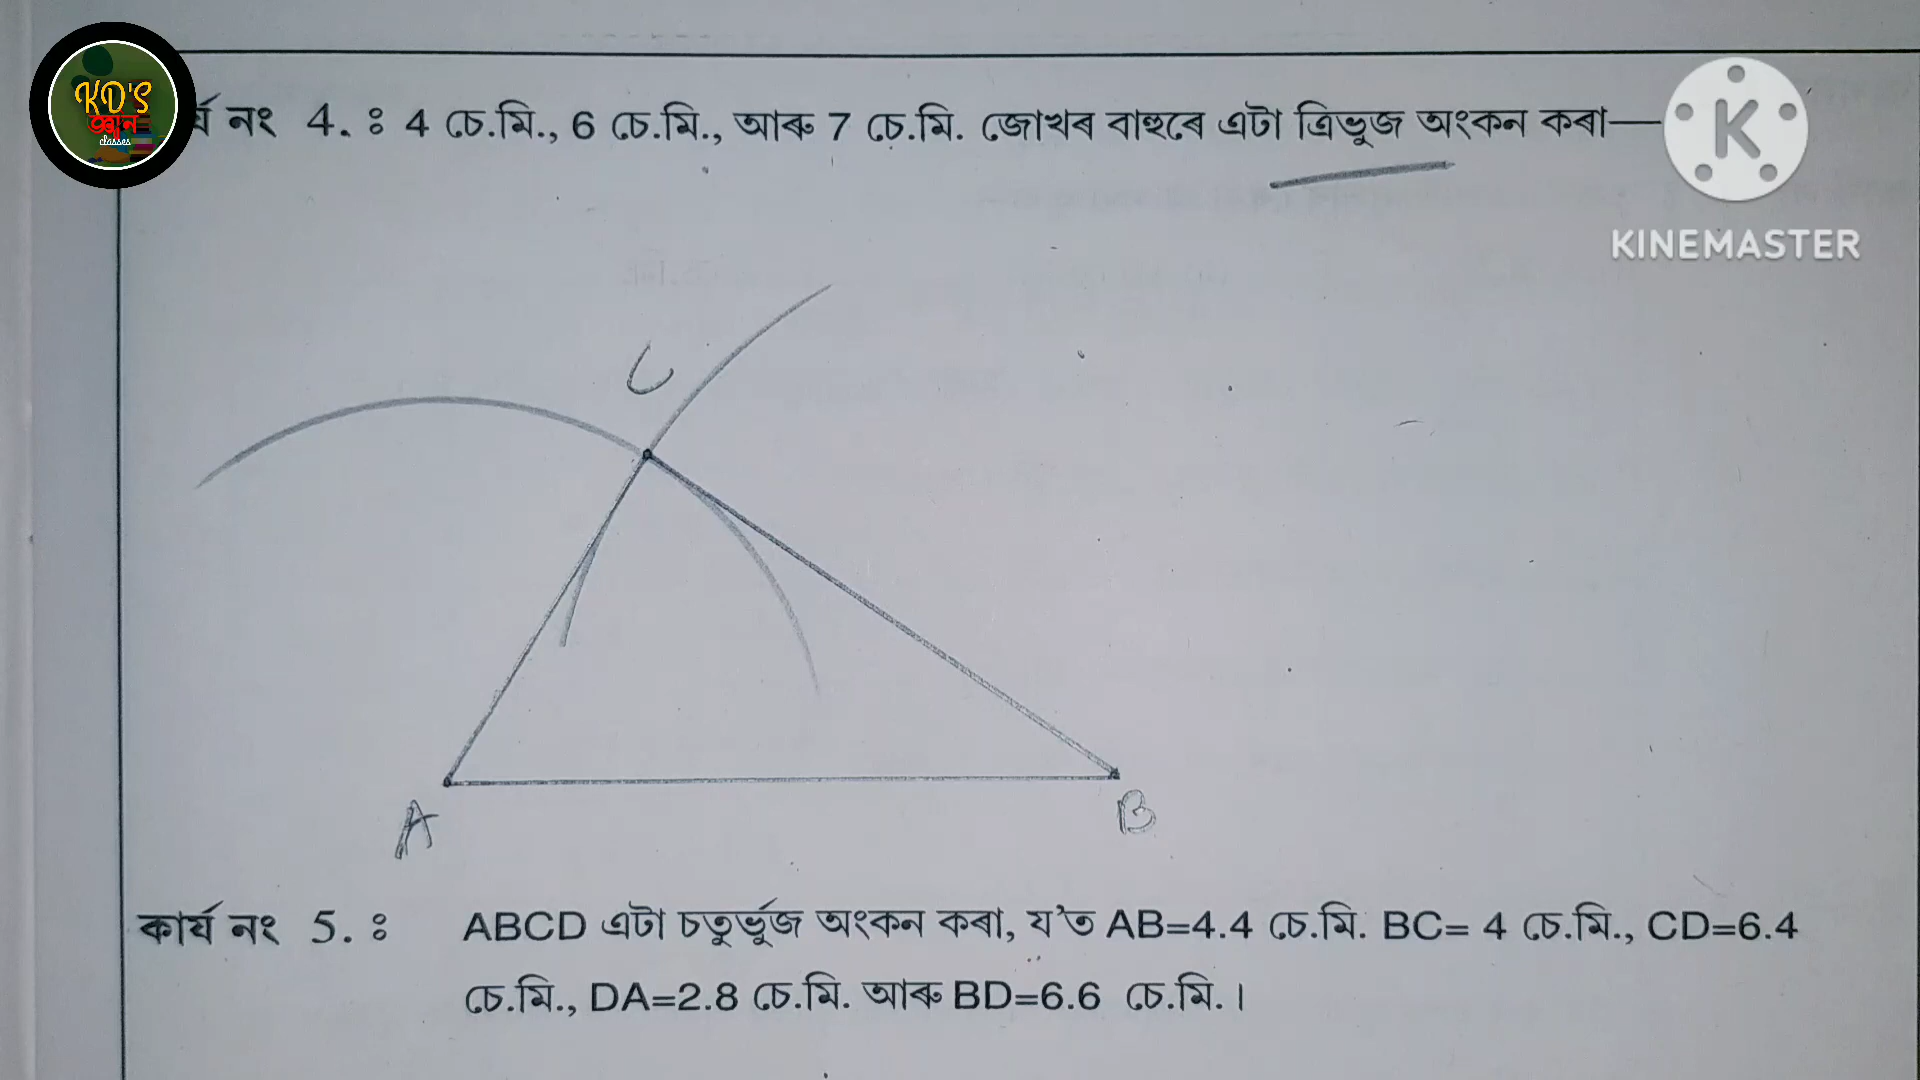 KD'S
জ্ঞান
classes
ৰ্য নং 4. ঃ 4 চে.মি., 6 চে.মি., আৰু 7 চে.মি. জোখৰ বাহুৰে এটা ত্ৰিভূজ অংকন কৰা—
K
KINEMASTER
C
A
B
কাৰ্য নং 5. ঃ ABCD এটা চতুৰ্ভূজ অংকন কৰা, য'ত AB=4.4 চে.মি. BC= 4 চে.মি., CD=6.4
চে.মি., DA=2.8 চে.মি. আৰু BD=6.6 চে.মি.।